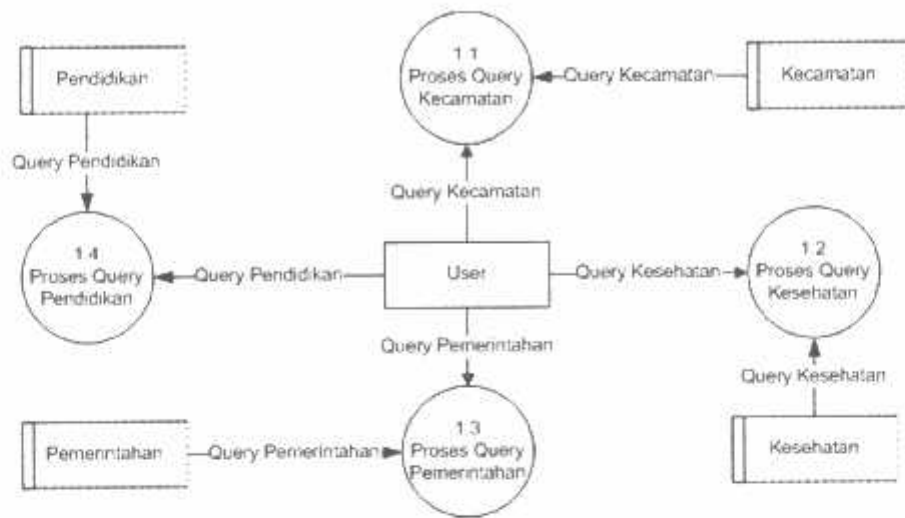 Pendidikan
1.1
Proses Query
Kecamatan
Query Kecamatan
Kecamatan
Query Pendidikan
Query Kecamatan
1.4
Proses Query
Pendidikan
Query Pendidikan
User
Query Kesehatan
1.2
Proses Query
Kesehatan
Query Pemerintahan
Query Kesehatan
Pemerintahan
Query Pemerintahan
1.3
Proses Query
Pemerintahan
Kesehatan